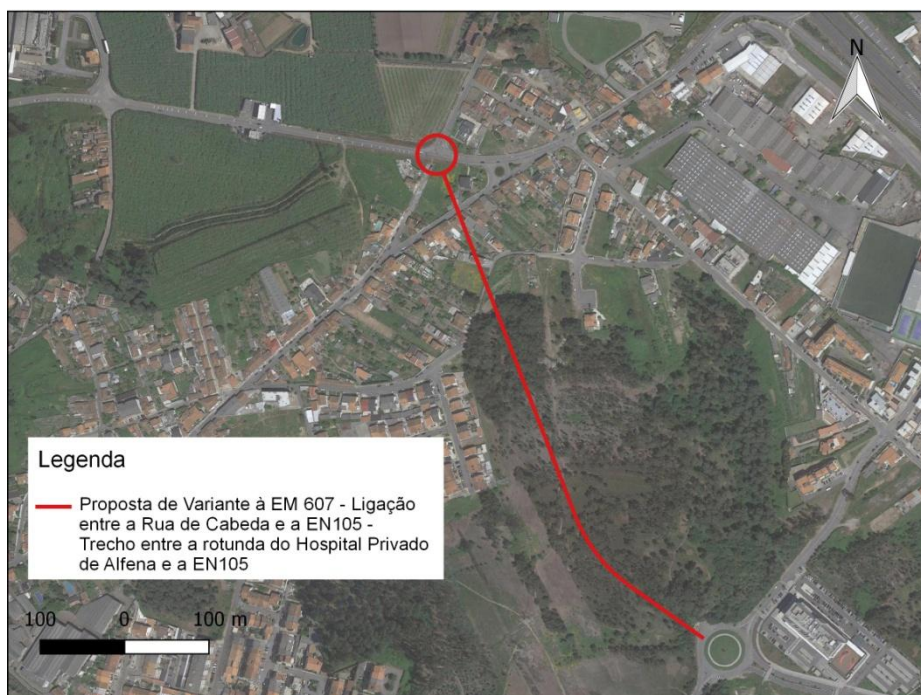 N
Legenda
Proposta de Variante à EM 607 - Ligação
entre a Rua de Cabeda e a EN105 -
Trecho entre a rotunda do Hospital Privado
de Alfena e a EN105
100 0 100 m